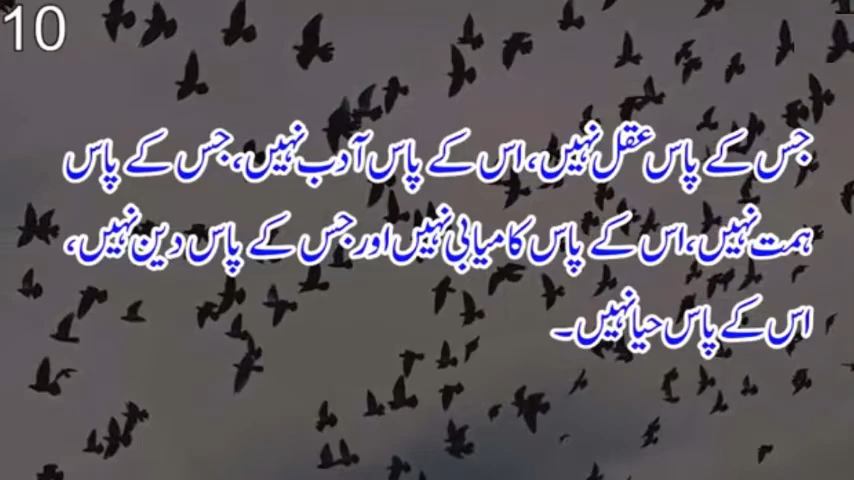 10
جس کے پاس عقل نہیں، اس کے پاس آدب نہیں، جس کے پاس
ہمت نہیں، اس کے پاس کامیابی نہیں اور جس کے پاس دین نہیں،
اس کے پاس حیا نہیں۔